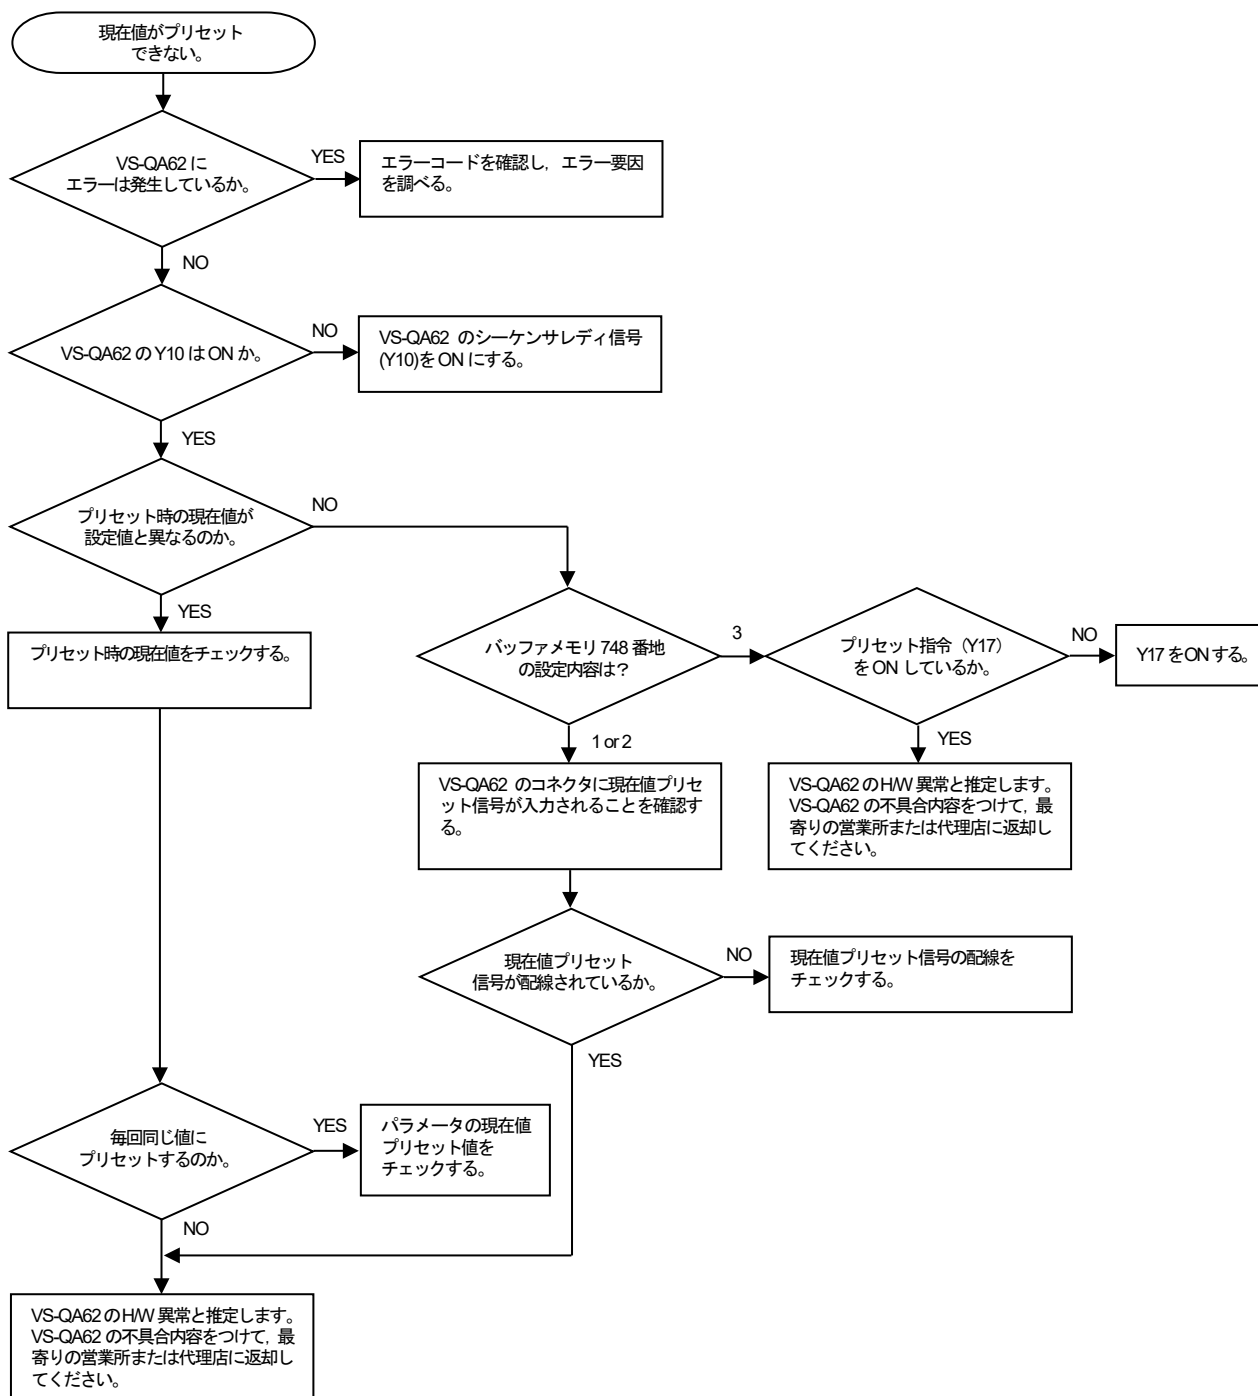 現在値がプリセット
できない。
VS-QA62 に
エラーは発生しているか。
YES
エラーコードを確認し，エラー要因
を調べる。
NO
VS-QA62 の Y10 は ON か。
NO
VS-QA62 のシーケンサレディ信号
(Y10)を ON にする。
YES
プリセット時の現在値が
設定値と異なるのか。
NO
YES
プリセット時の現在値をチェックする。
バッファメモリ 748 番地
の設定内容は？
3
プリセット指令（Y17）
を ON しているか。
NO
Y17 を ON する。
1 or 2
YES
VS-QA62 のコネクタに現在値プリセ
ット信号が入力されることを確認す
る。
VS-QA62 の H/W 異常と推定します。
VS-QA62 の不具合内容をつけて，最
寄りの営業所または代理店に返却し
てください。
現在値プリセット
信号が配線されているか。
NO
現在値プリセット信号の配線を
チェックする。
YES
毎回同じ値に
プリセットするのか。
YES
パラメータの現在値
プリセット値を
チェックする。
NO
VS-QA62 の H/W 異常と推定します。
VS-QA62 の不具合内容をつけて，最
寄りの営業所または代理店に返却し
てください。